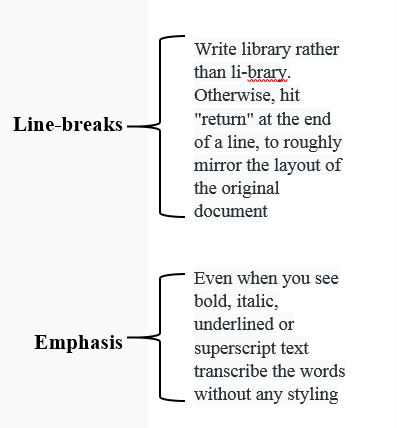 Line-breaks
Write library rather
than li-brary.
Otherwise, hit
"return" at the end
of a line, to roughly
mirror the layout of
the original
document
Emphasis
Even when you see
bold, italic,
underlined or
superscript text
transcribe the words
without any styling